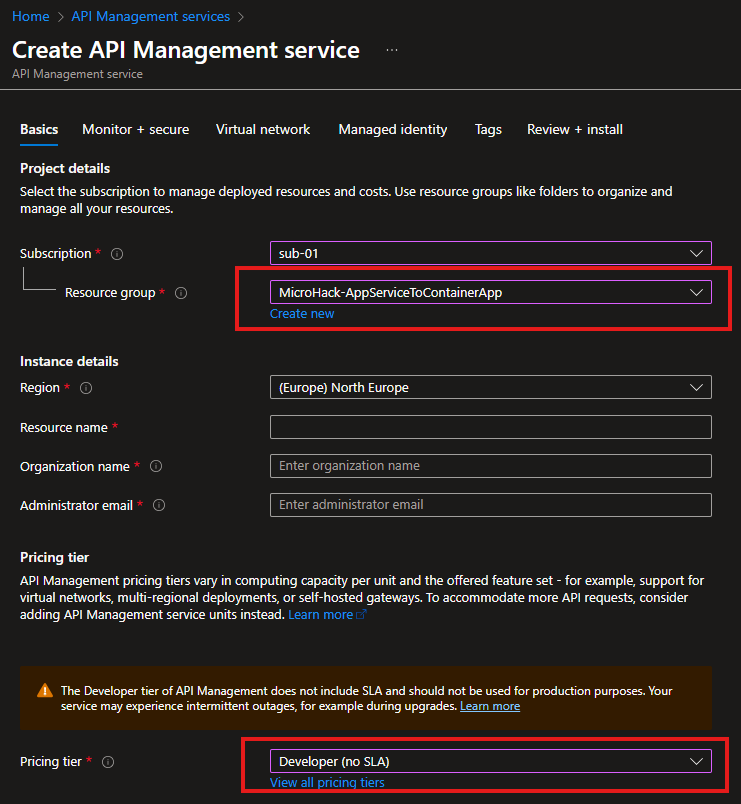 Home > API Management services >
Create API Management service ...
API Management service
Basics Monitor + secure Virtual network Managed identity Tags Review + install
Project details
Select the subscription to manage deployed resources and costs. Use resource groups like folders to organize and
manage all your resources.
Subscription * sub-01
Resource group * MicroHack-AppServiceToContainerApp
Create new
Instance details
Region * (Europe) North Europe
Resource name *
Organization name * Enter organization name
Administrator email * Enter administrator email
Pricing tier
API Management pricing tiers vary in computing capacity per unit and the offered feature set - for example, support for
virtual networks, multi-regional deployments, or self-hosted gateways. To accommodate more API requests, consider
adding API Management service units instead. Learn more
The Developer tier of API Management does not include SLA and should not be used for production purposes. Your
service may experience intermittent outages, for example during upgrades. Learn more
Pricing tier * Developer (no SLA)
View all pricing tiers